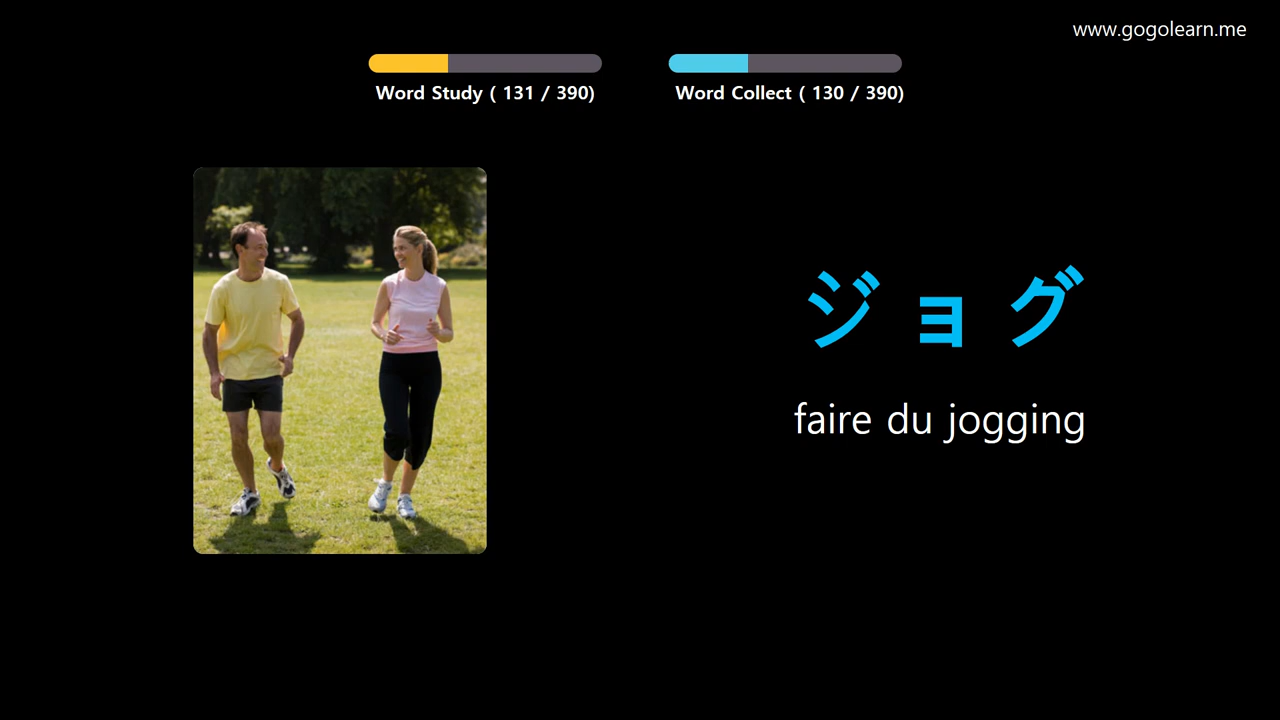 www.gogolearn.me
Word Study ( 131 / 390)
Word Collect ( 130 / 390)
ジョグ
faire du jogging